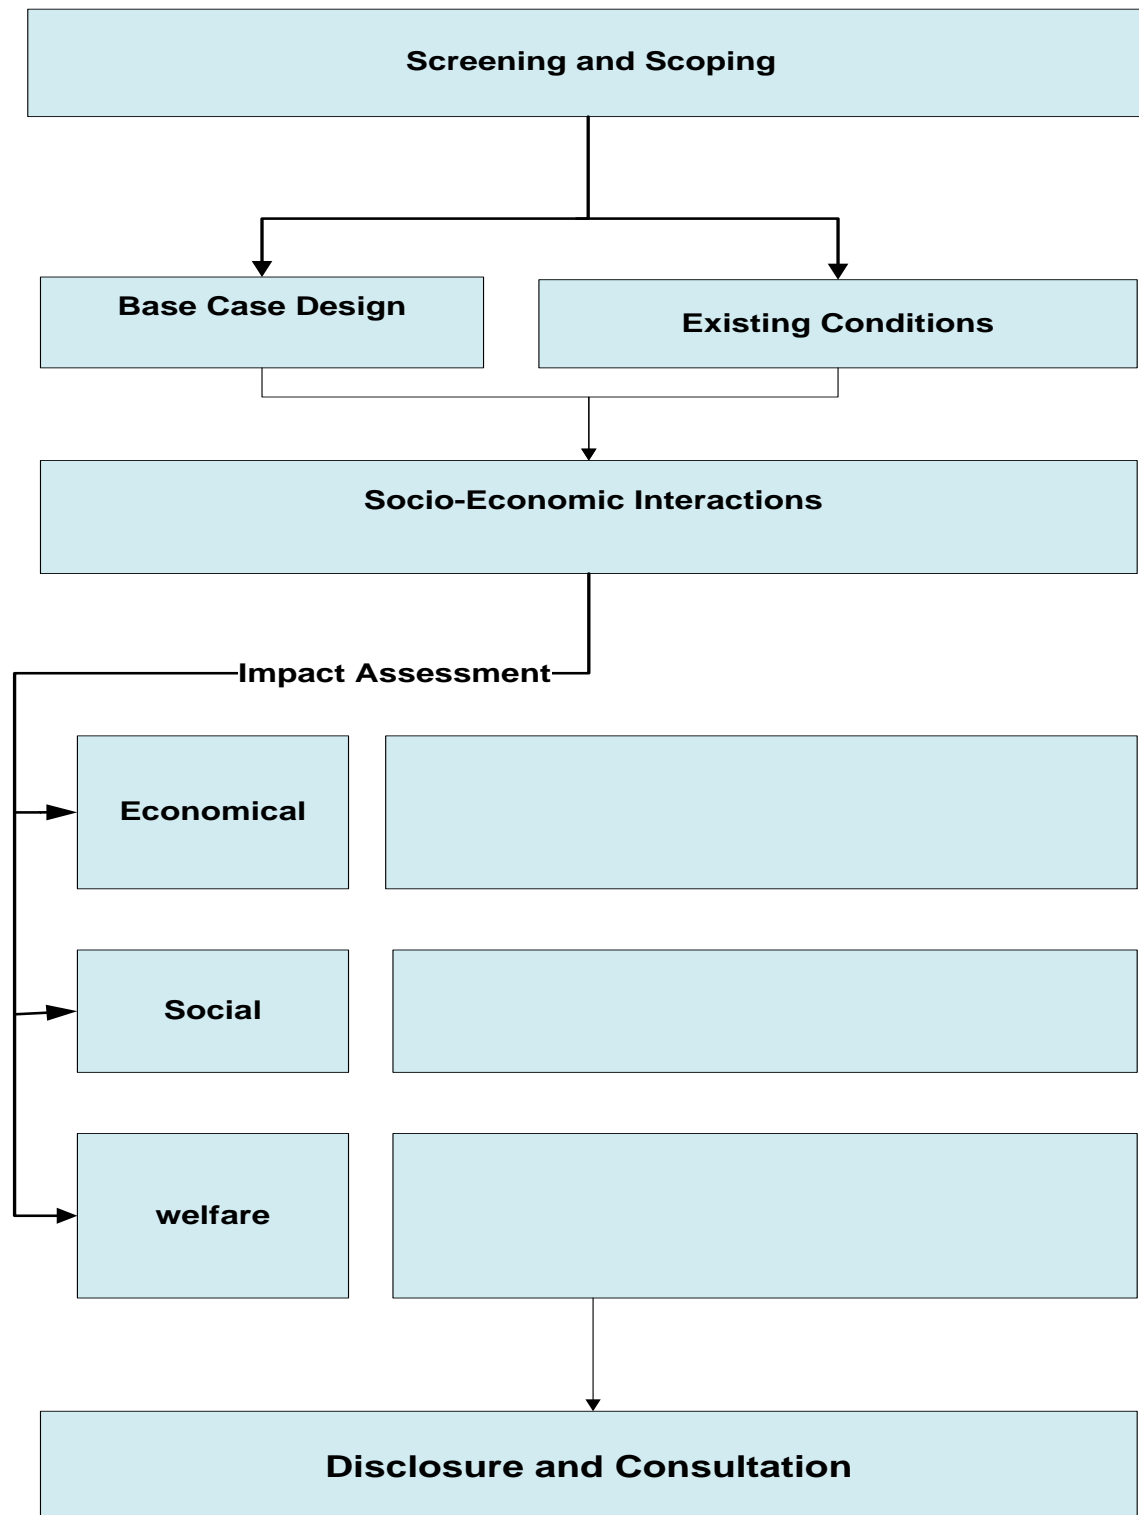 Screening and Scoping
Base Case Design
Existing Conditions
Socio-Economic Interactions
Impact Assessment
Economical
Social
welfare
Disclosure and Consultation